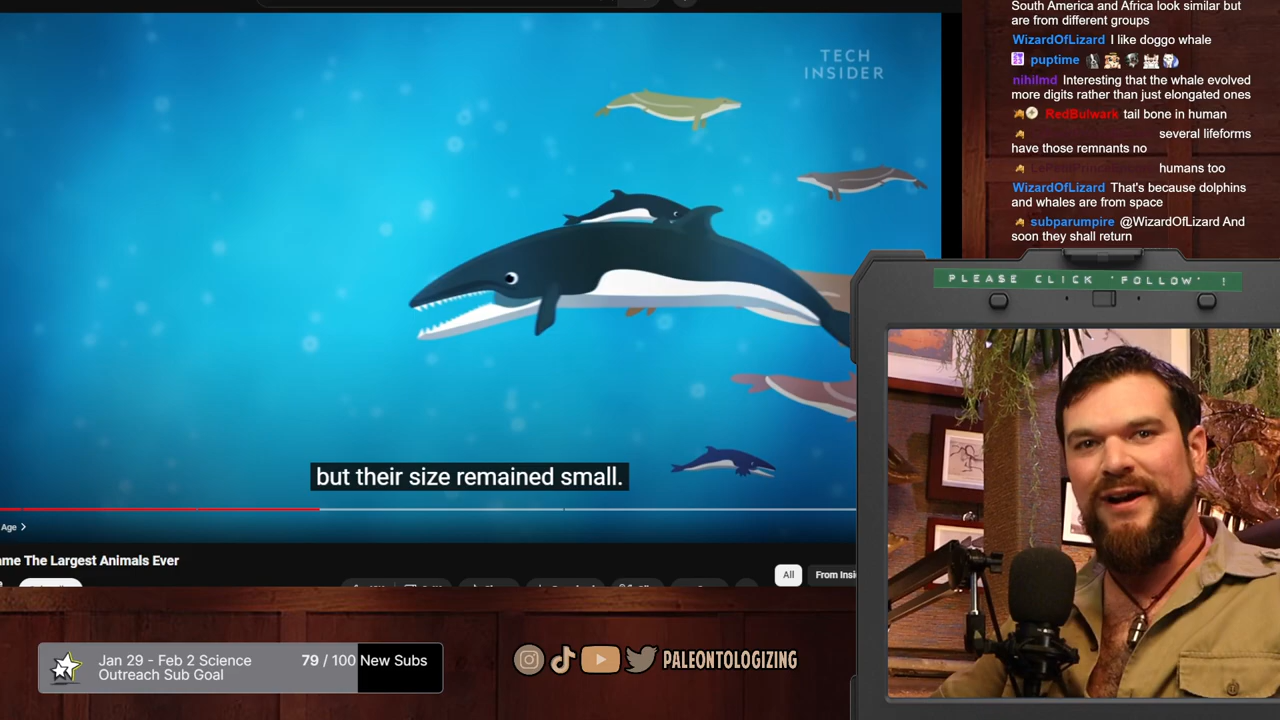 TECH
INSIDER
but their size remained small.
Age
ame The Largest Animals Ever
All
From Insi
Jan 29 - Feb 2 Science
Outreach Sub Goal
79 / 100 New Subs
PALEONTOLOGIZING
South America and Africa look similar but
are from different groups
WizardOfLizard I like doggo whale
puptime
nihilmd Interesting that the whale evolved
more digits rather than just elongated ones
RedBulwark tail bone in human
several lifeforms
have those remnants no
humans too
WizardOfLizard That's because dolphins
and whales are from space
subparumpire @WizardOfLizard And
soon they shall return
PLEASE CLICK 'FOLLOW' !